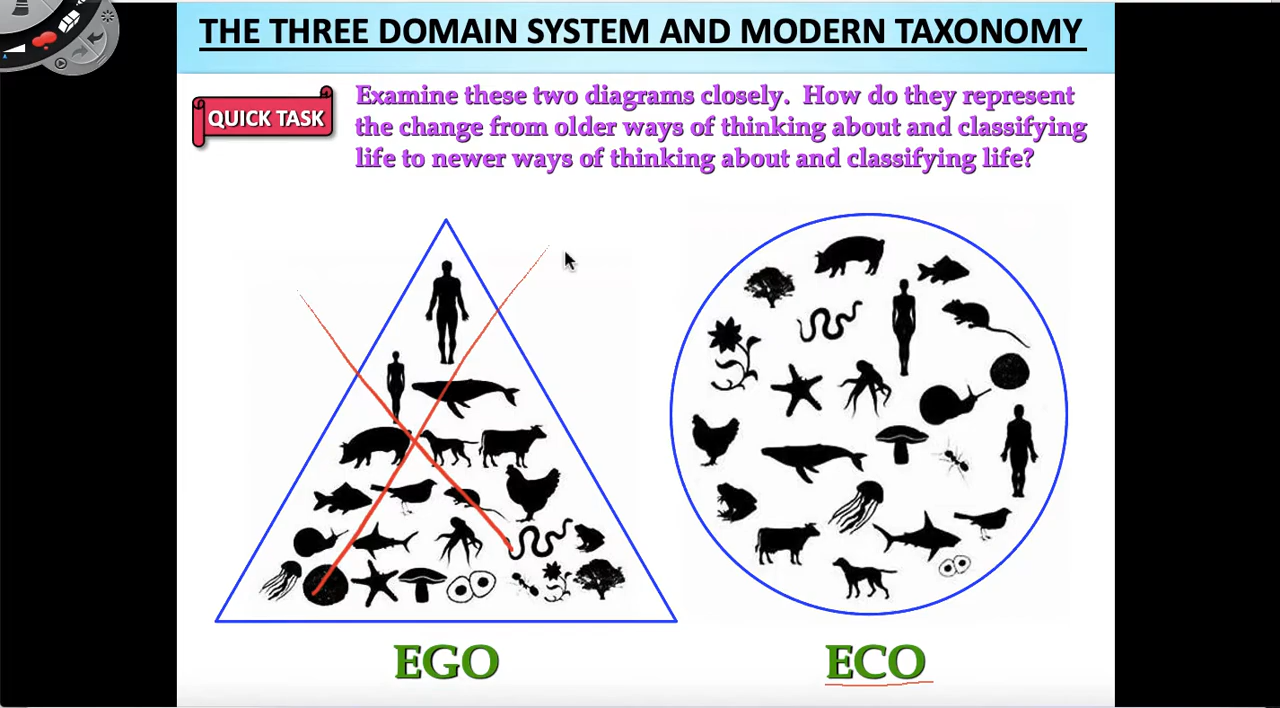 THE THREE DOMAIN SYSTEM AND MODERN TAXONOMY
QUICK TASK
Examine these two diagrams closely. How do they represent
the change from older ways of thinking about and classifying
life to newer ways of thinking about and classifying life?
EGO
ECO